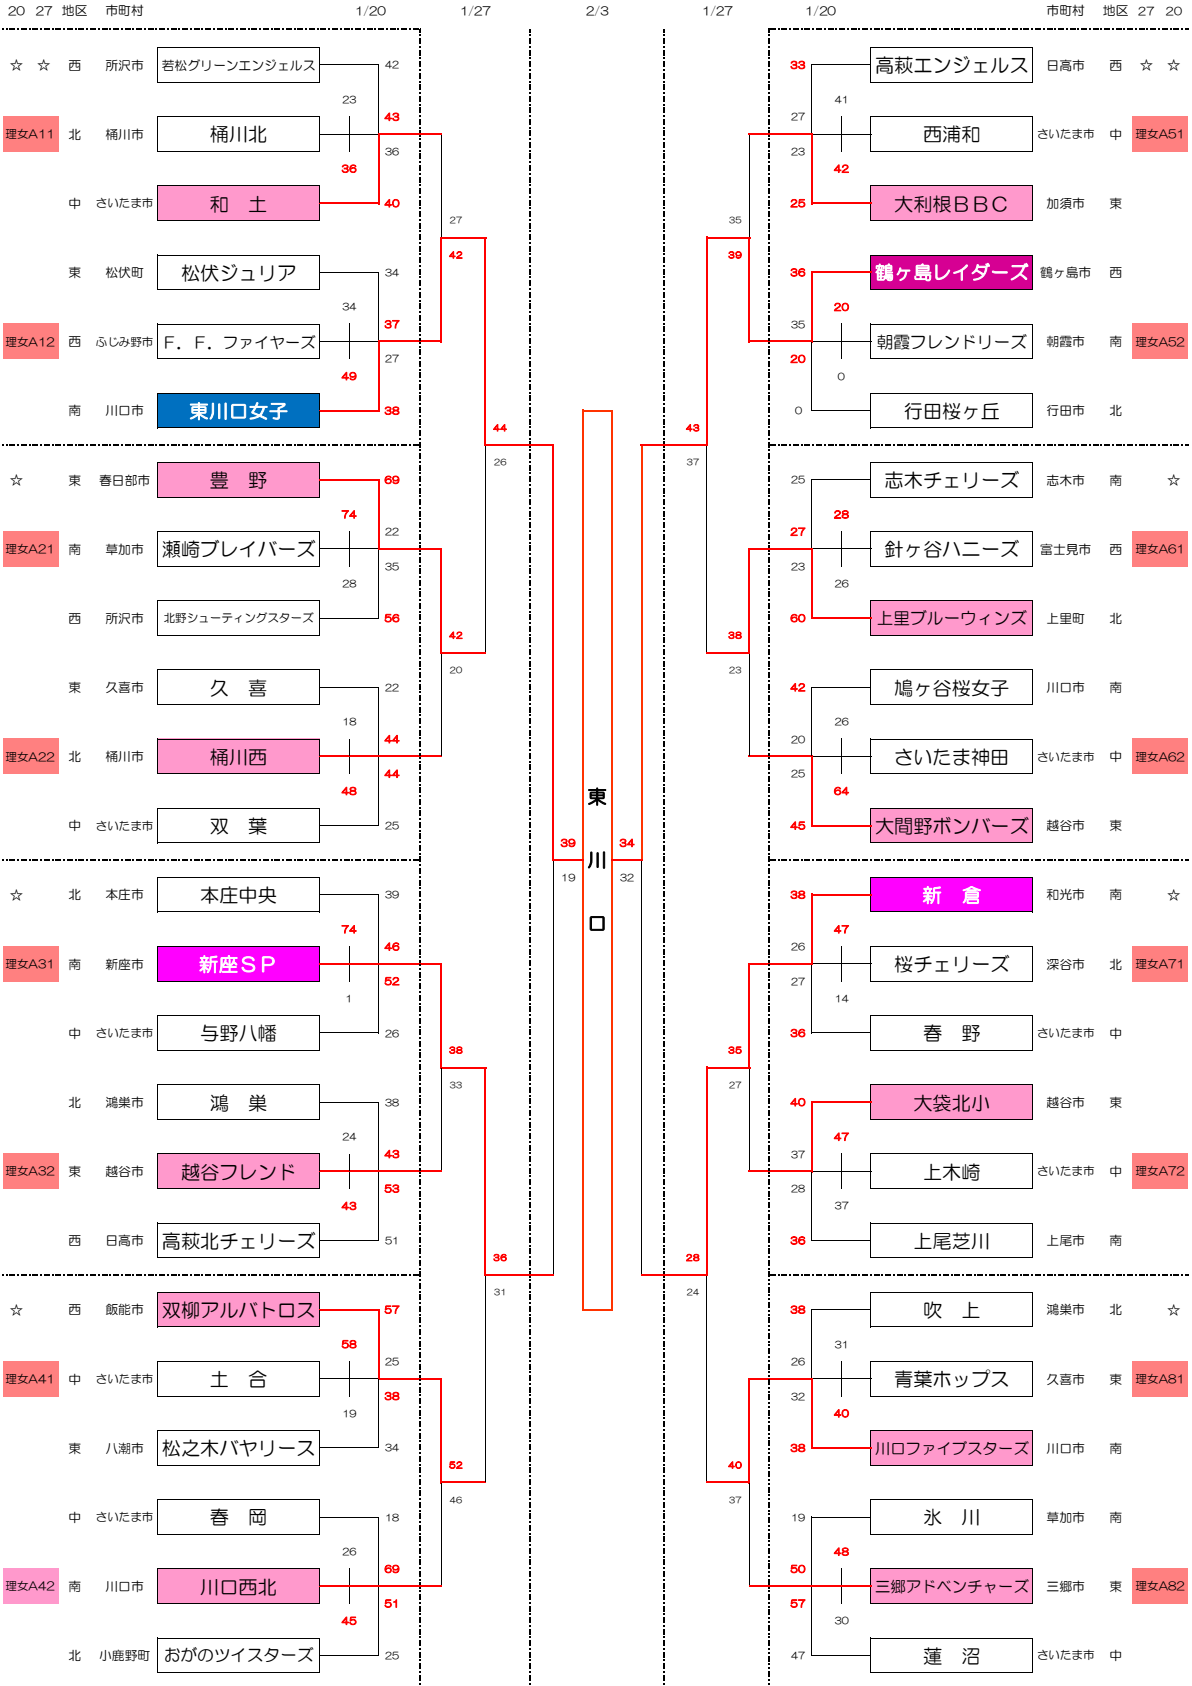 20 27 地区 市町村 1/20 1/27 2/3 1/27 1/20 市町村 地区 27 20
☆ ☆ 西 所沢市 若松グリーンエンジェルス 42
33 高萩エンジェルス 日高市 西 ☆ ☆
23 43
27 41
理女A11 北 桶川市 桶川北
西浦和 さいたま市 中 理女A51
36 36
23 42
中 さいたま市 和 土 40
25 大利根BBC 加須市 東
27 42
35 39
東 松伏町 松伏ジュリア 34
36 鶴ヶ島レイダーズ 鶴ヶ島市 西
34 37
35 20
理女A12 西 ふじみ野市 F．F．ファイヤーズ
朝霞フレンドリーズ 朝霞市 南 理女A52
49 27
20 0
南 川口市 東川口女子 38
0 行田桜ヶ丘 行田市 北
44 26
43 37
☆ 東 春日部市 豊 野 69
25 志木チェリーズ 志木市 南 ☆
74 22
27 28
理女A21 南 草加市 瀬崎ブレイバーズ
針ヶ谷ハニーズ 富士見市 西 理女A61
28 35
23 26
西 所沢市 北野シューティングスターズ 56
60 上里ブルーウィンズ 上里町 北
42 20
38 23
東 久喜市 久 喜 22
42 鳩ヶ谷桜女子 川口市 南
18 44
20 26
理女A22 北 桶川市 桶川西
さいたま神田 さいたま市 中 理女A62
48 44
25 64
中 さいたま市 双 葉 25
45 大間野ボンバーズ 越谷市 東
東
川
口
39 19
34 32
☆ 北 本庄市 本庄中央 39
38 新 倉 和光市 南 ☆
74 46
26 47
理女A31 南 新座市 新座SP
桜チェリーズ 深谷市 北 理女A71
1 52
27 14
中 さいたま市 与野八幡 26
36 春 野 さいたま市 中
38 33
35 27
北 鴻巣市 鴻 巣 38
40 大袋北小 越谷市 東
24 43
37 47
理女A32 東 越谷市 越谷フレンド
上木崎 さいたま市 中 理女A72
43 53
28 37
西 日高市 高萩北チェリーズ 51
36 上尾芝川 上尾市 南
36 31
28 24
☆ 西 飯能市 双柳アルバトロス 57
38 吹 上 鴻巣市 北 ☆
58 25
26 31
理女A41 中 さいたま市 土 合
青葉ホップス 久喜市 東 理女A81
19 38
32 40
東 八潮市 松之木バヤリース 34
38 川口ファイブスターズ 川口市 南
52 46
40 37
中 さいたま市 春 岡 18
19 氷 川 草加市 南
26 69
50 48
理女A42 南 川口市 川口西北
三郷アドベンチャーズ 三郷市 東 理女A82
45 51
57 30
北 小鹿野町 おがのツイスターズ 25
47 蓮 沼 さいたま市 中